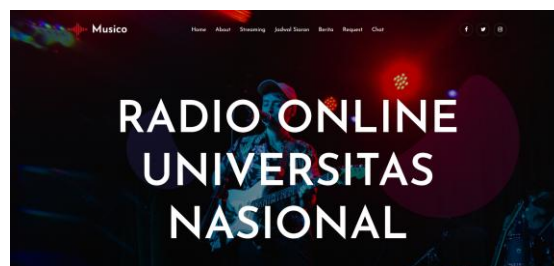 Musico
Home About Streaming Jadwal Siaran Berita Request Chat
RADIO ONLINE
UNIVERSITAS
NASIONAL